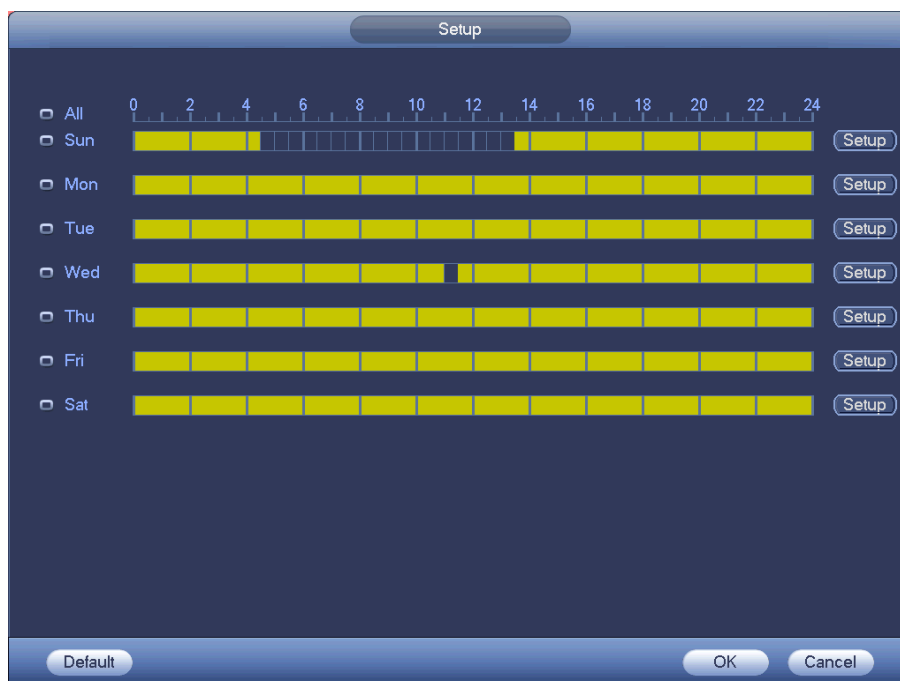 Setup
0 2 4 6 8 10 12 14 16 18 20 22 24
All
Sun Setup
Mon Setup
Tue Setup
Wed Setup
Thu Setup
Fri Setup
Sat Setup
Default OK Cancel